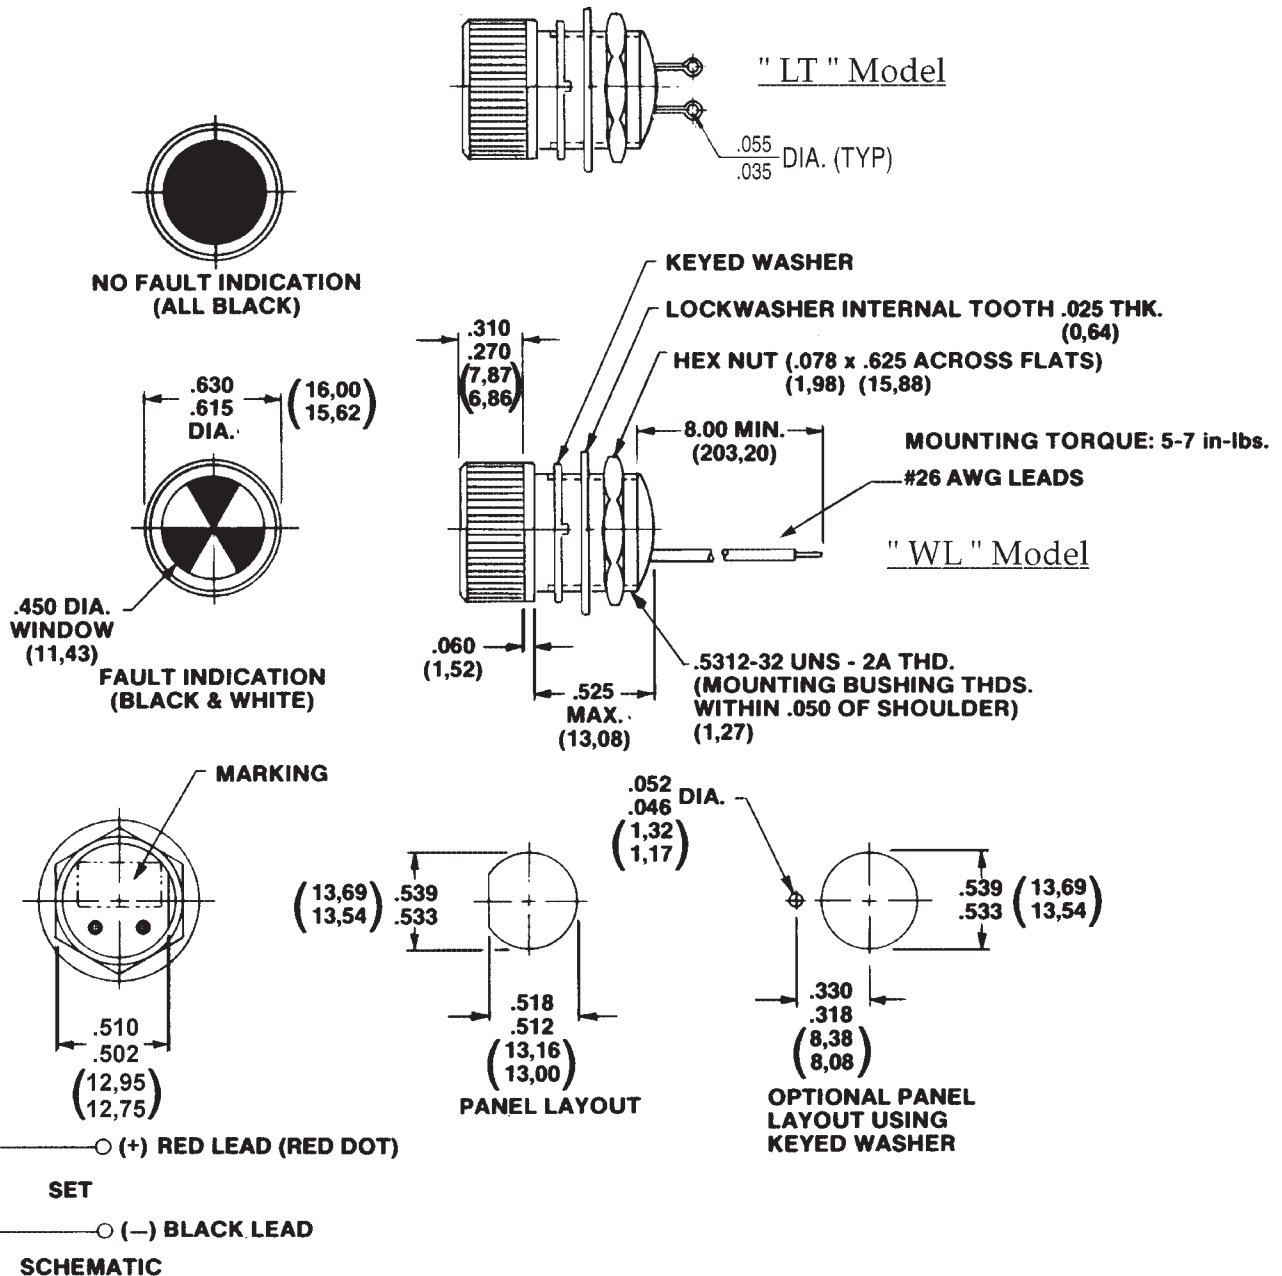 " LT " Model
.055
.035
DIA. (TYP)
NO FAULT INDICATION
(ALL BLACK)
KEYED WASHER
LOCKWASHER INTERNAL TOOTH .025 THK.
(0,64)
HEX NUT (.078 x .625 ACROSS FLATS)
(1,98) (15,88)
.310
.270
(7,87
6,86)
.630
.615
DIA.
(16,00
15,62)
8.00 MIN.
(203,20)
MOUNTING TORQUE: 5-7 in-lbs.
#26 AWG LEADS
" WL " Model
.450 DIA.
WINDOW
(11,43)
FAULT INDICATION
(BLACK & WHITE)
.060
(1,52)
.525
MAX.
(13,08)
.5312-32 UNS - 2A THD.
(MOUNTING BUSHING THDS.
WITHIN .050 OF SHOULDER)
(1,27)
MARKING
.052
.046
DIA.
(1,32
1,17)
(13,69
13,54)
.539
.533
.539
.533
(13,69
13,54)
.510
.502
(12,95
12,75)
.518
.512
(13,16
13,00)
PANEL LAYOUT
.330
.318
(8,38
8,08)
OPTIONAL PANEL
LAYOUT USING
KEYED WASHER
(+) RED LEAD (RED DOT)
SET
(–) BLACK LEAD
SCHEMATIC